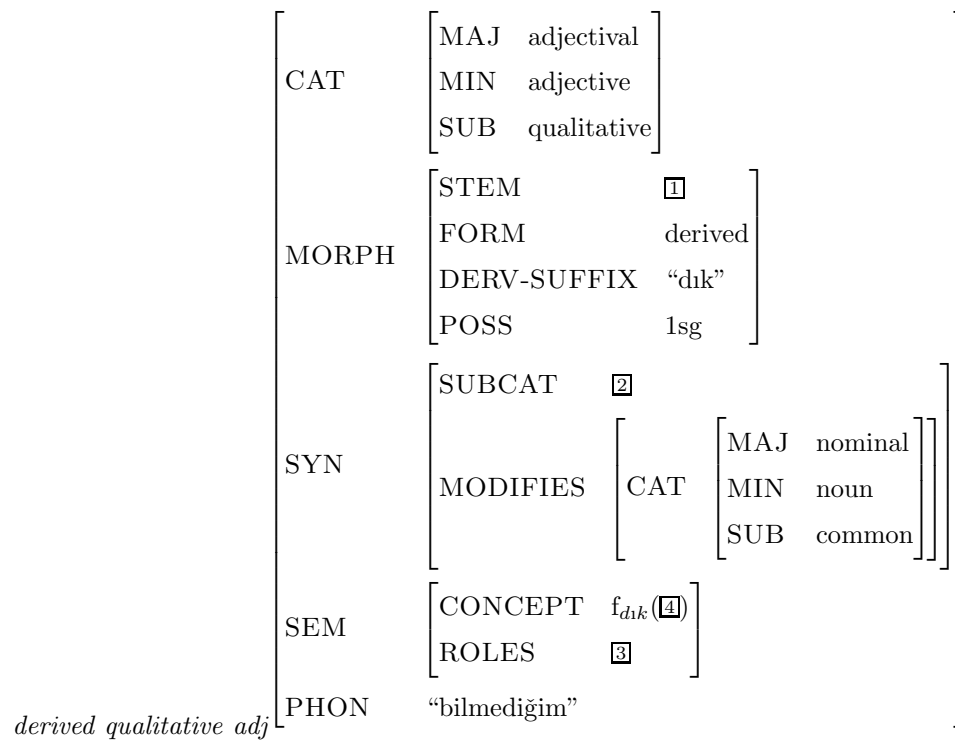 MAJ adjectival
CAT MIN adjective
SUB qualitative
STEM 1
FORM derived
MORPH
DERV-SUFFIX “dık”
POSS 1sg
SUBCAT 2
MAJ nominal
SYN MODIFIES CAT MIN noun
SUB common
CONCEPT f_dık(4)
SEM
ROLES 3
derived qualitative adj PHON “bilmediğim”